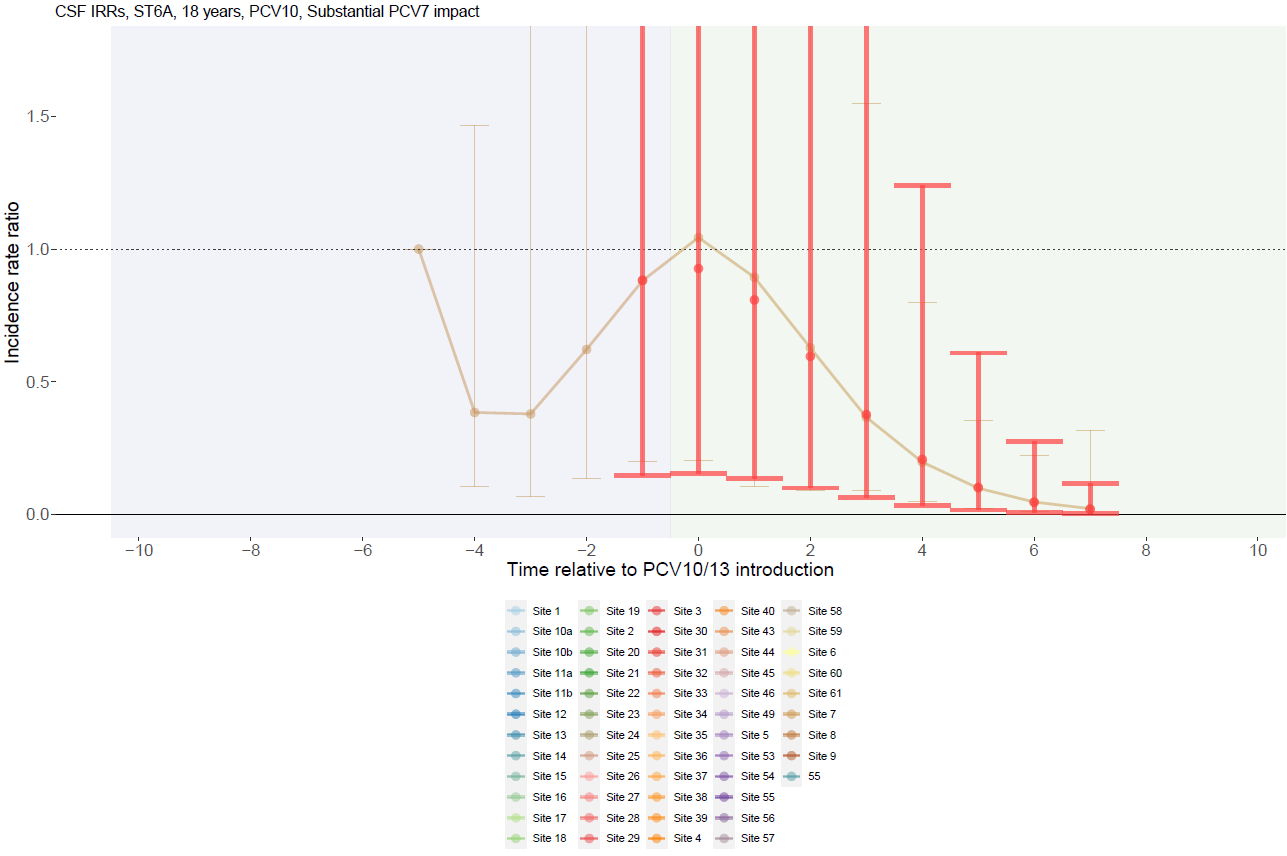 CSF IRRs, ST6A, 18 years, PCV10, Substantial PCV7 impact
Incidence rate ratio
1.5
1.0
0.5
0.0
−10 −8 −6 −4 −2 0 2 4 6 8 10
Time relative to PCV10/13 introduction
Site 1 Site 19 Site 3 Site 40 Site 58
Site 10a Site 2 Site 30 Site 43 Site 59
Site 10b Site 20 Site 31 Site 44 Site 6
Site 11a Site 21 Site 32 Site 45 Site 60
Site 11b Site 22 Site 33 Site 46 Site 61
Site 12 Site 23 Site 34 Site 49 Site 7
Site 13 Site 24 Site 35 Site 5 Site 8
Site 14 Site 25 Site 36 Site 53 Site 9
Site 15 Site 26 Site 37 Site 54 55
Site 16 Site 27 Site 38 Site 55
Site 17 Site 28 Site 39 Site 56
Site 18 Site 29 Site 4 Site 57